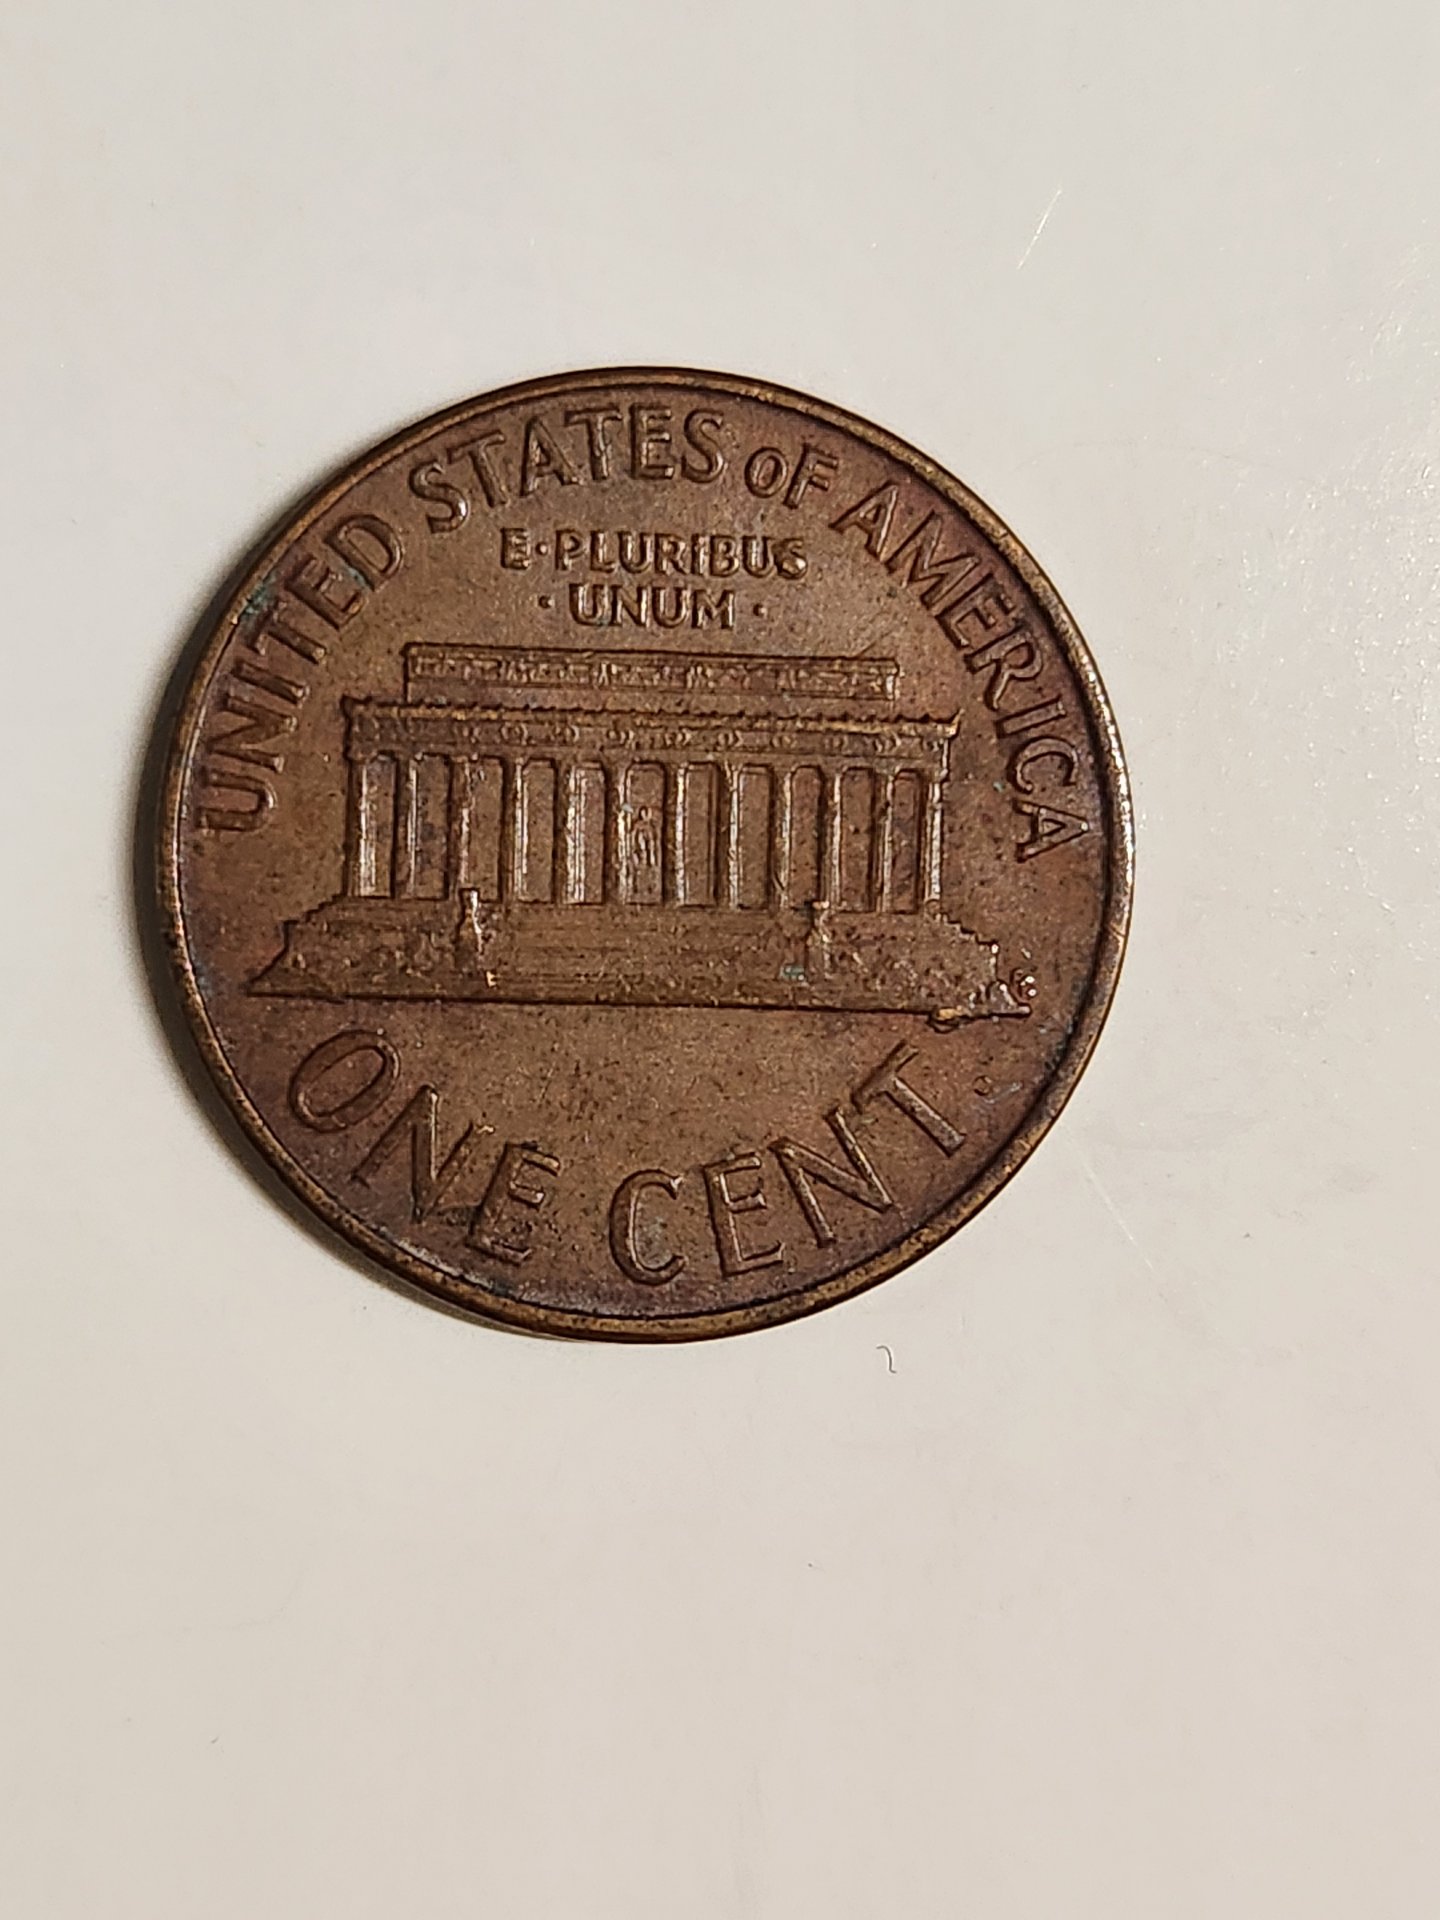 UNITED STATES OF AMERICA
E·PLURIBUS
·UNUM·
ONE CENT